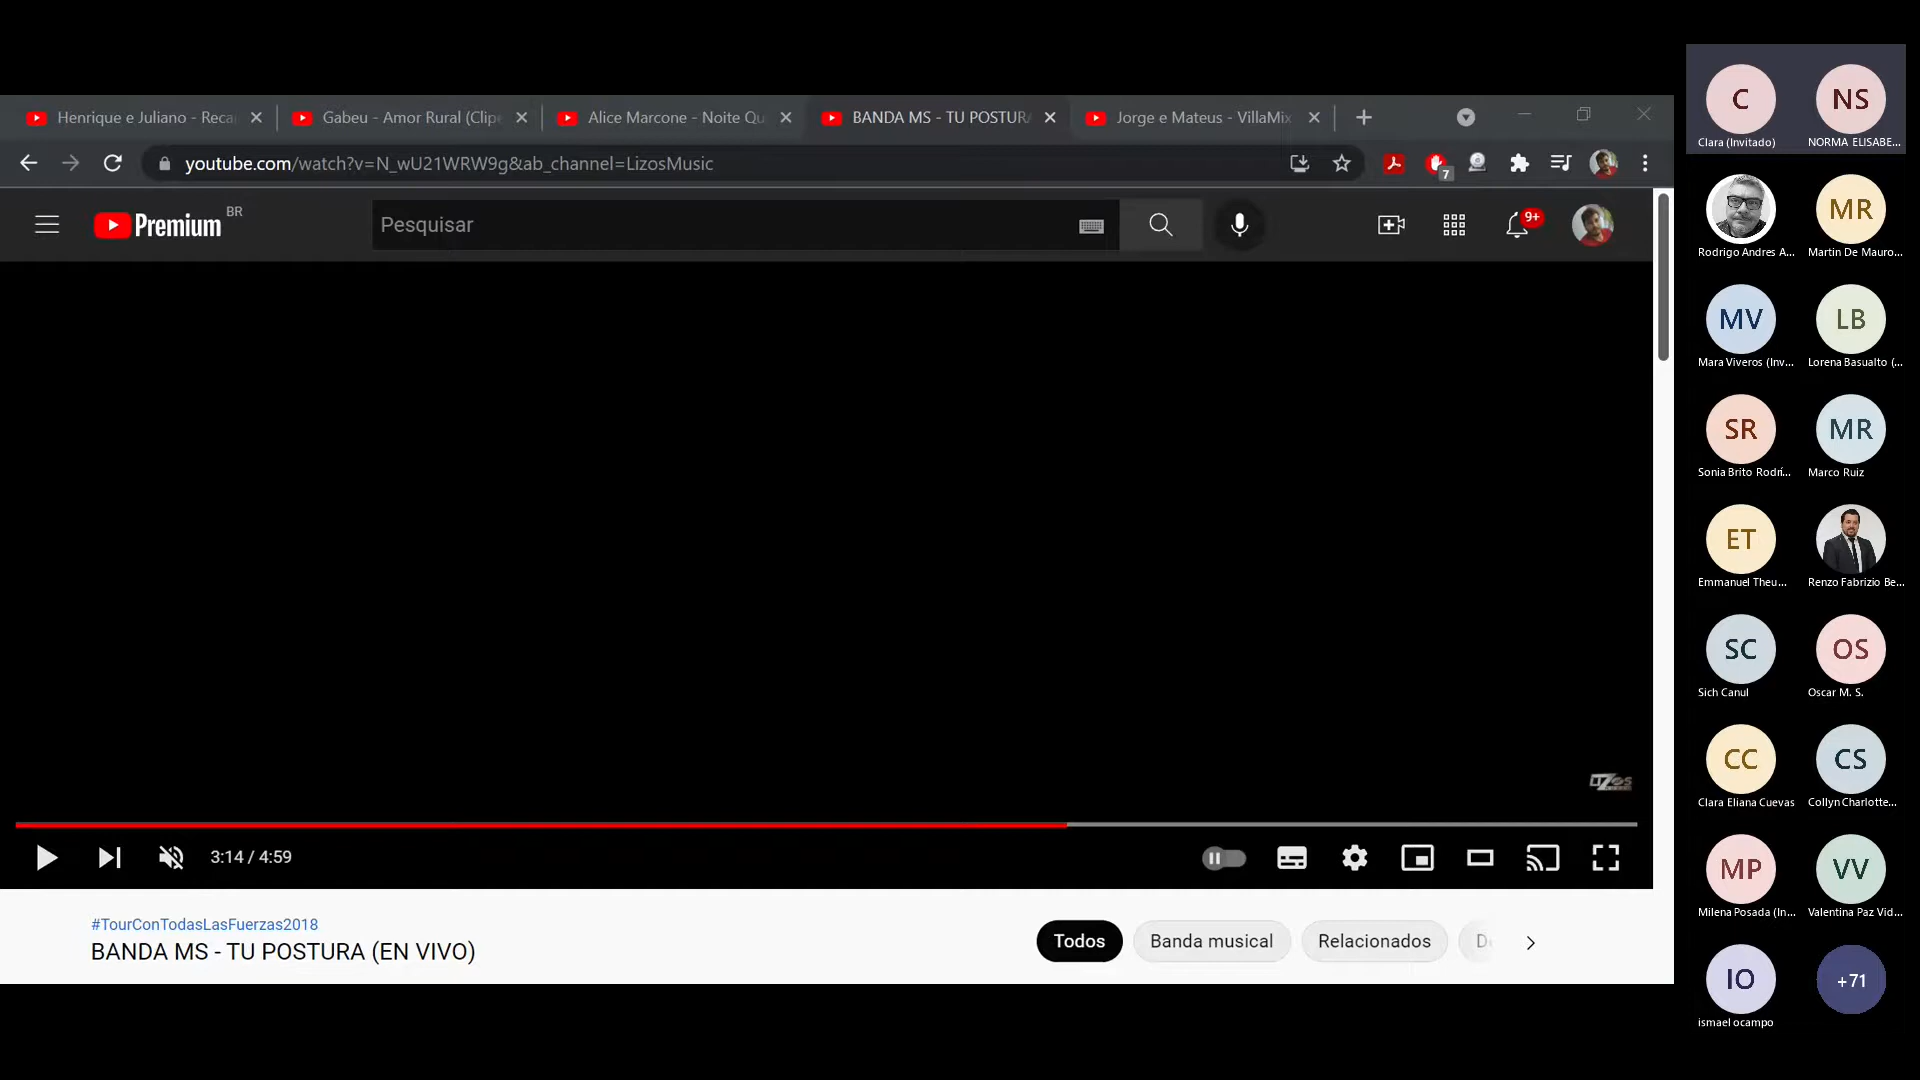 Henrique e Juliano - Reca
Gabeu - Amor Rural (Clip
Alice Marcone - Noite Qu
BANDA MS - TU POSTUR
Jorge e Mateus - VillaMix
youtube.com/watch?v=N_wU21WRW9g&ab_channel=LizosMusic
7
Premium BR
Pesquisar
9+
LIZOS
3:14 / 4:59
#TourConTodasLasFuerzas2018
BANDA MS - TU POSTURA (EN VIVO)
Todos
Banda musical
Relacionados
C
Clara (Invitado)
NS
NORMA ELISABE...
Rodrigo Andres A...
MR
Martin De Mauro...
MV
Mara Viveros (Inv...
LB
Lorena Basualto (...
SR
Sonia Brito Rodrí...
MR
Marco Ruiz
ET
Emmanuel Theu...
Renzo Fabrizio Be...
SC
Sich Canul
OS
Oscar M. S.
CC
Clara Eliana Cuevas
CS
Collyn Charlotte...
MP
Milena Posada (In...
VV
Valentina Paz Vid...
IO
ismael ocampo
+71